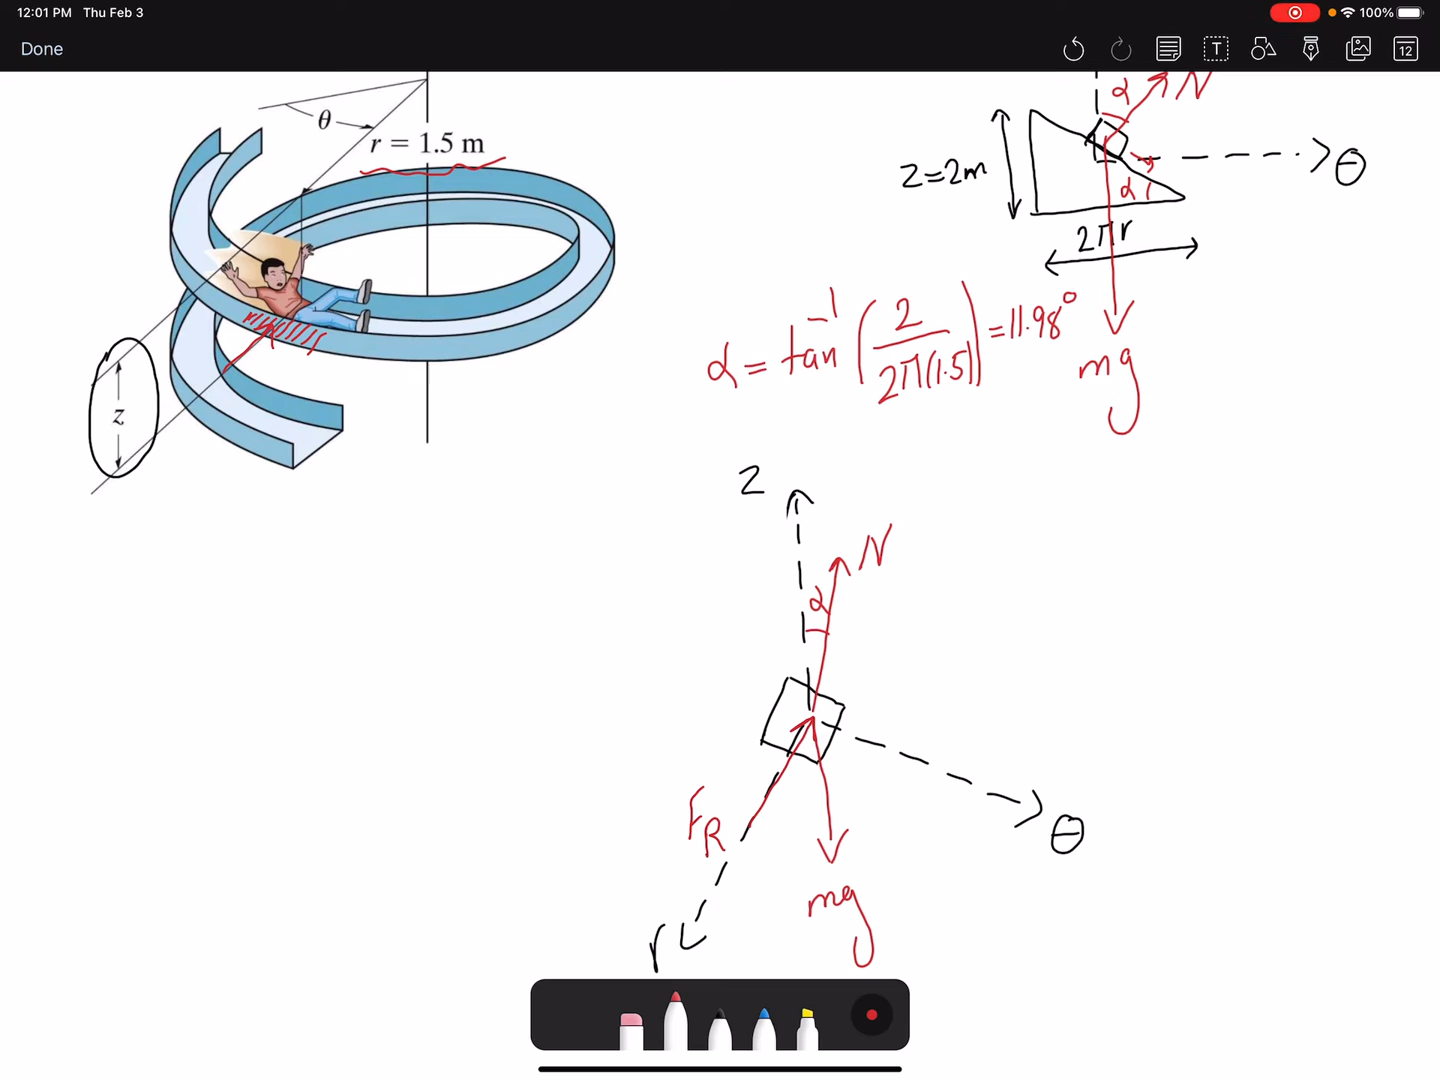 12:01 PM Thu Feb 3
100%
Done
T
12
θ
r = 1.5 m
z
α
N
z=2m
α
θ
2πr
α = tan⁻¹(2/2π(1.5)) = 11.98°
mg
z
N
α
F_R
θ
mg
r